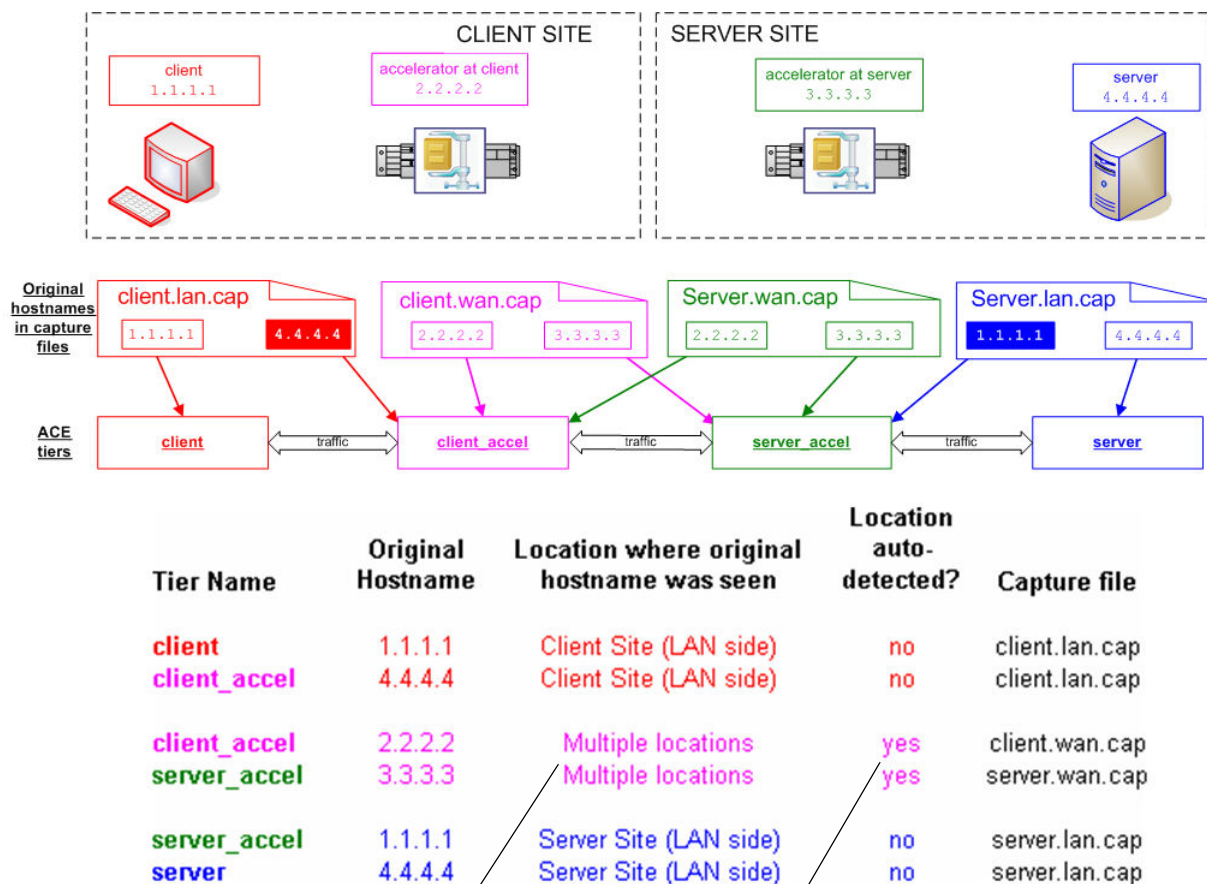 CLIENT SITE
SERVER SITE
client
1.1.1.1
accelerator at client
2.2.2.2
accelerator at server
3.3.3.3
server
4.4.4.4
Original
hostnames
in capture
files
client.lan.cap
1.1.1.1
4.4.4.4
client.wan.cap
2.2.2.2
3.3.3.3
Server.wan.cap
2.2.2.2
3.3.3.3
Server.lan.cap
1.1.1.1
4.4.4.4
ACE
tiers
client
traffic
client_accel
traffic
server_accel
traffic
server
Tier Name
Original
Hostname
Location where original
hostname was seen
Location
auto-
detected?
Capture file
client 1.1.1.1 Client Site (LAN side) no client.lan.cap
client_accel 4.4.4.4 Client Site (LAN side) no client.lan.cap
client_accel 2.2.2.2 Multiple locations yes client.wan.cap
server_accel 3.3.3.3 Multiple locations yes server.wan.cap
server_accel 1.1.1.1 Server Site (LAN side) no server.lan.cap
server 4.4.4.4 Server Site (LAN side) no server.lan.cap